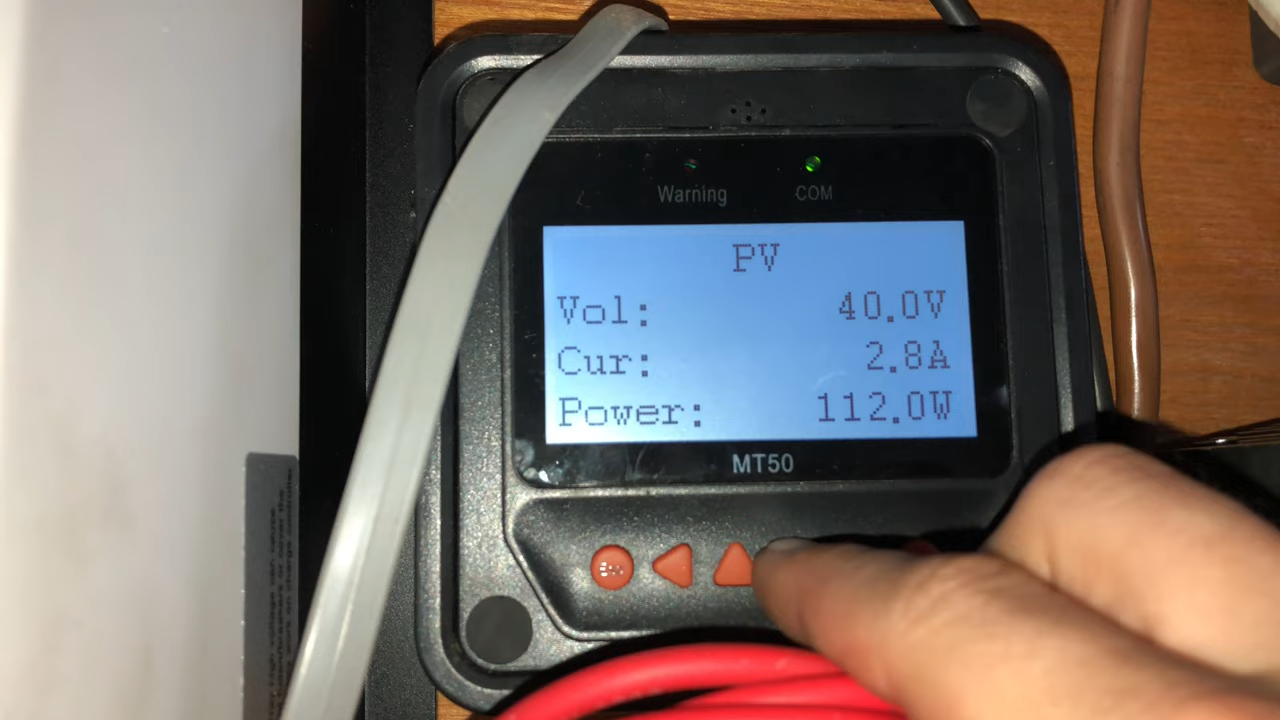 Warning COM
PV
Vol: 40.0V
Cur: 2.8A
Power: 112.0W
MT50